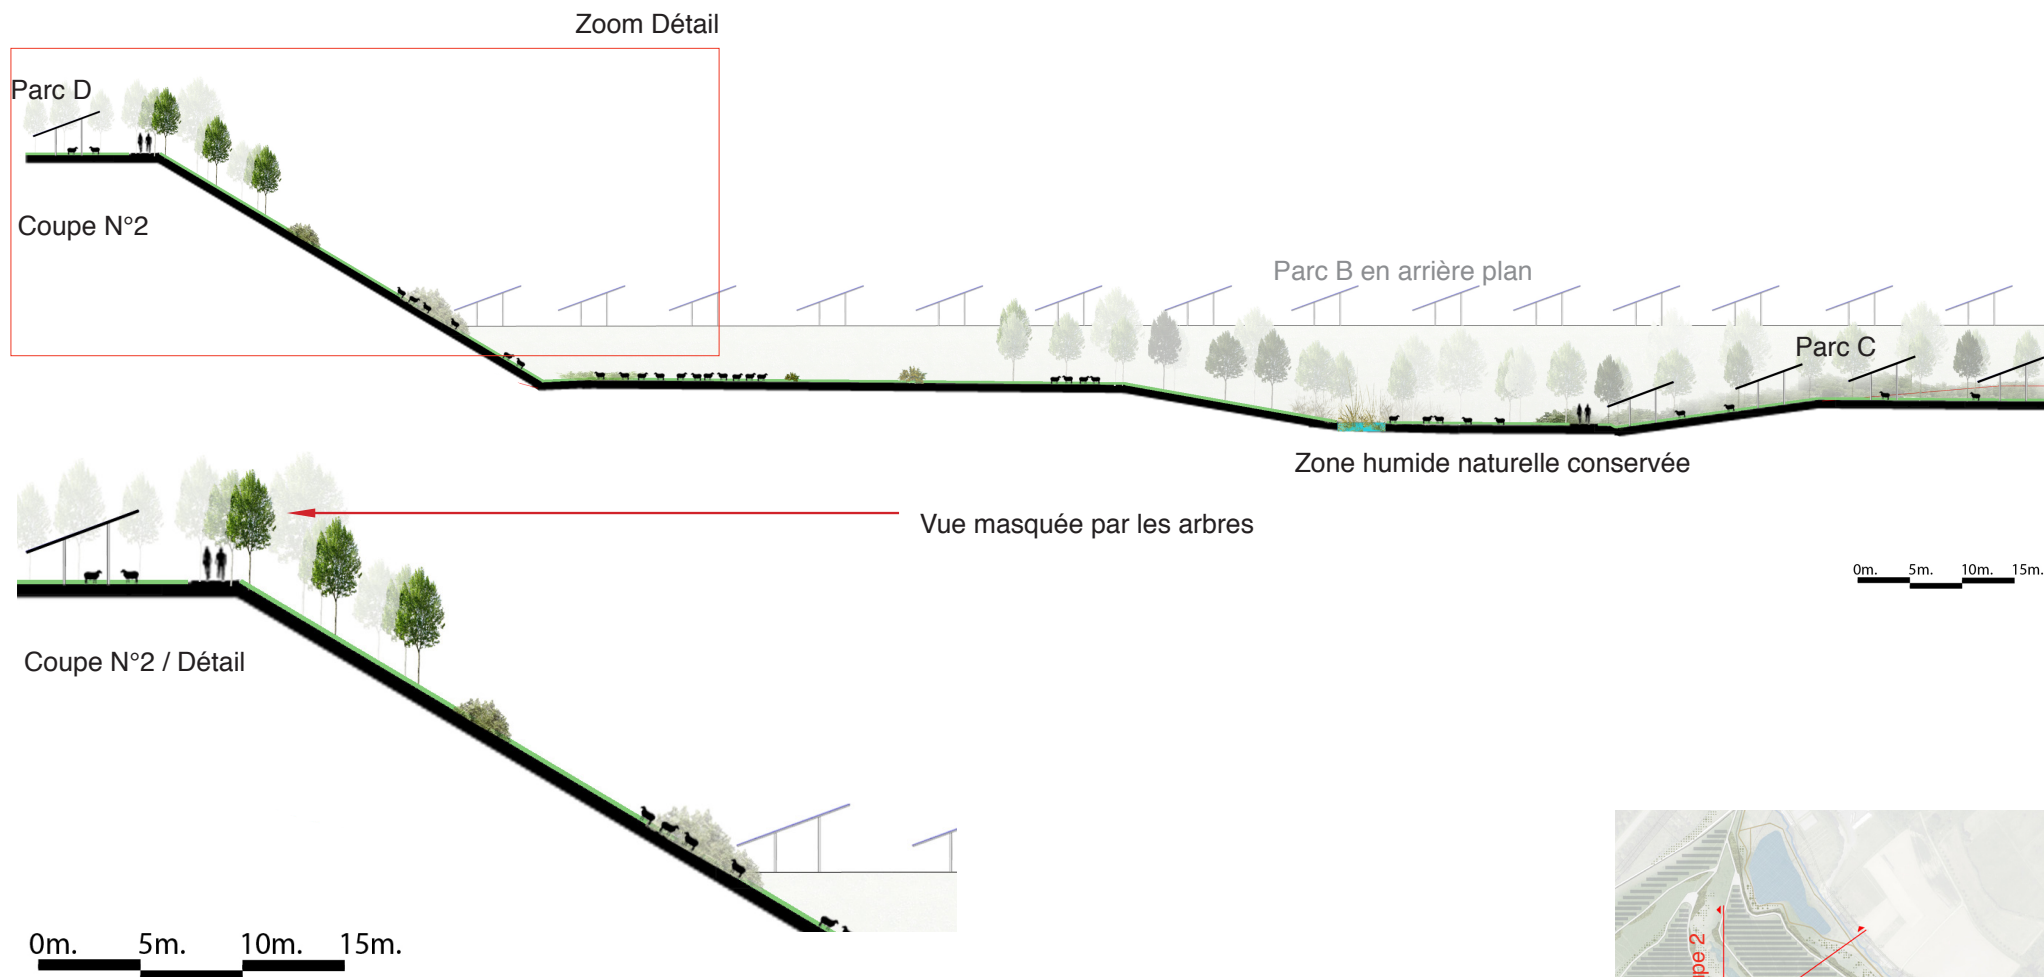 Zoom Détail
Parc D
Coupe N°2
Parc B en arrière plan
Parc C
Zone humide naturelle conservée
Vue masquée par les arbres
0m. 5m. 10m. 15m.
Coupe N°2 / Détail
0m. 5m. 10m. 15m.